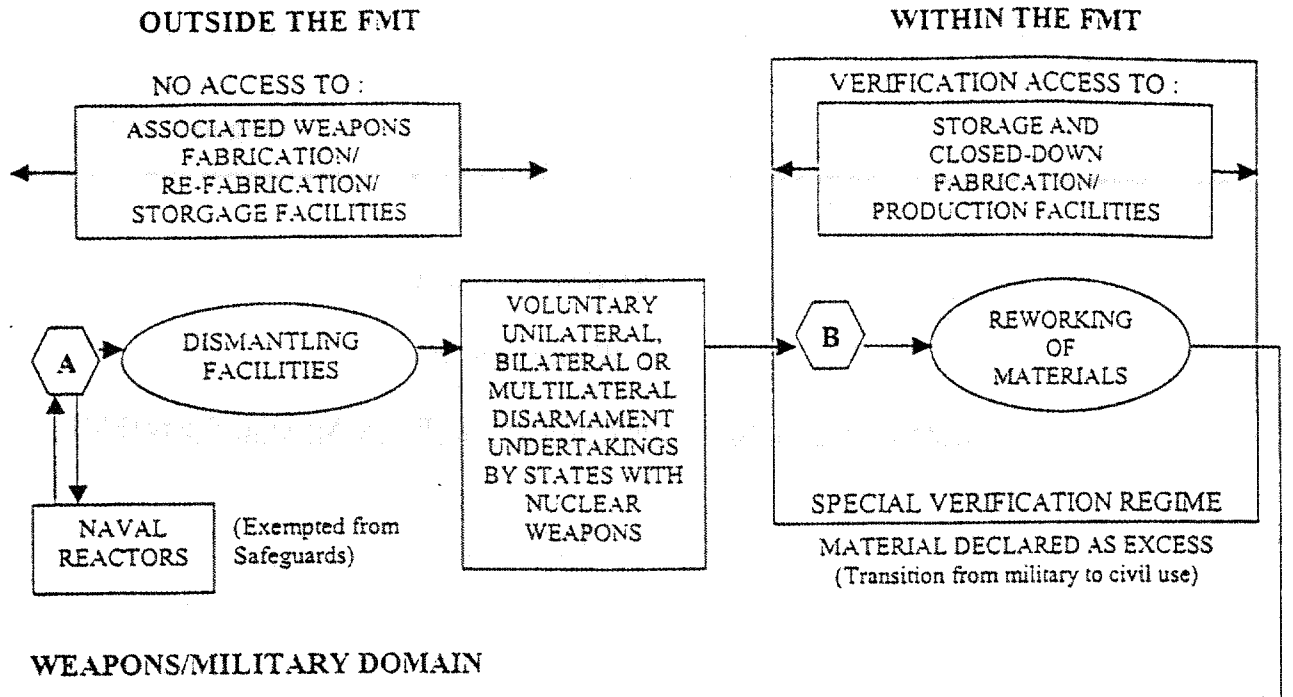 OUTSIDE THE FMT
WITHIN THE FMT
NO ACCESS TO :
ASSOCIATED WEAPONS
FABRICATION/
RE-FABRICATION/
STORGAGE FACILITIES
VERIFICATION ACCESS TO :
STORAGE AND
CLOSED-DOWN
FABRICATION/
PRODUCTION FACILITIES
A
DISMANTLING
FACILITIES
VOLUNTARY
UNILATERAL,
BILATERAL OR
MULTILATERAL
DISARMAMENT
UNDERTAKINGS
BY STATES WITH
NUCLEAR
WEAPONS
B
REWORKING
OF
MATERIALS
NAVAL
REACTORS
(Exempted from
Safeguards)
SPECIAL VERIFICATION REGIME
MATERIAL DECLARED AS EXCESS
(Transition from military to civil use)
WEAPONS/MILITARY DOMAIN